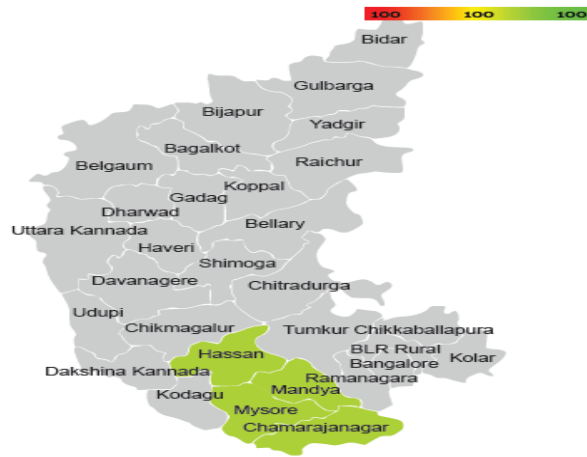 100 100 100
Bidar
Gulbarga
Bijapur
Yadgir
Bagalkot
Raichur
Belgaum
Koppal
Gadag
Dharwad
Bellary
Uttara Kannada
Haveri
Shimoga
Davanagere
Chitradurga
Udupi
Chikmagalur
Tumkur Chikkaballapura
Hassan
BLR Rural
Kolar
Bangalore
Dakshina Kannada
Ramanagara
Mandya
Kodagu
Mysore
Chamarajanagar